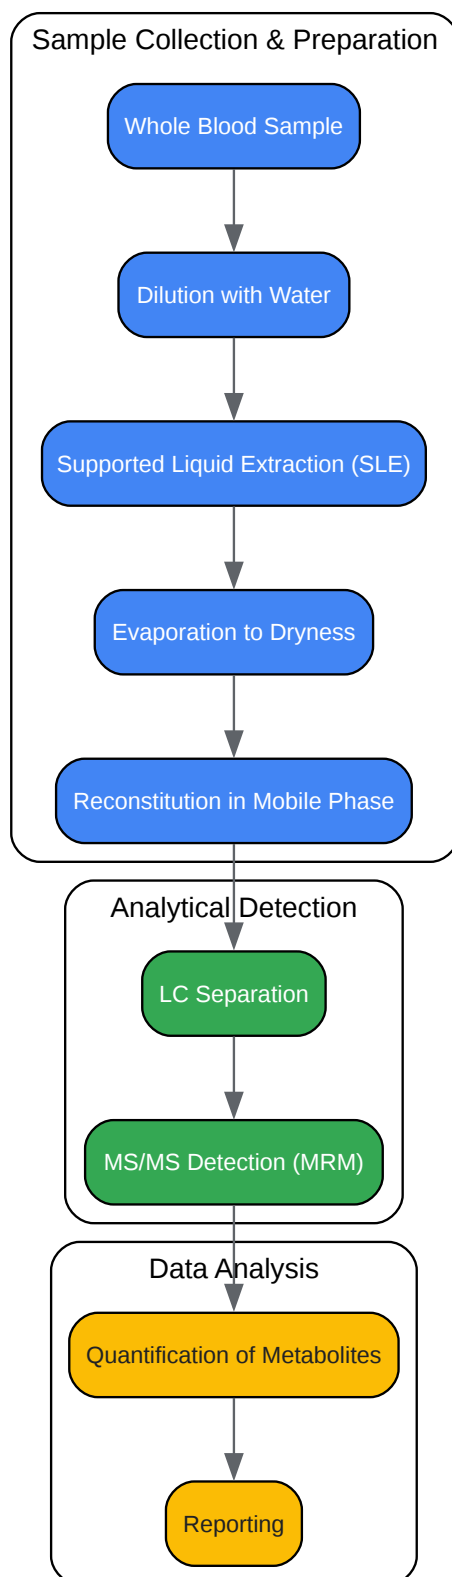 Sample Collection & Preparation
Whole Blood Sample
Dilution with Water
Supported Liquid Extraction (SLE)
Evaporation to Dryness
Reconstitution in Mobile Phase
Analytical Detection
LC Separation
MS/MS Detection (MRM)
Data Analysis
Quantification of Metabolites
Reporting